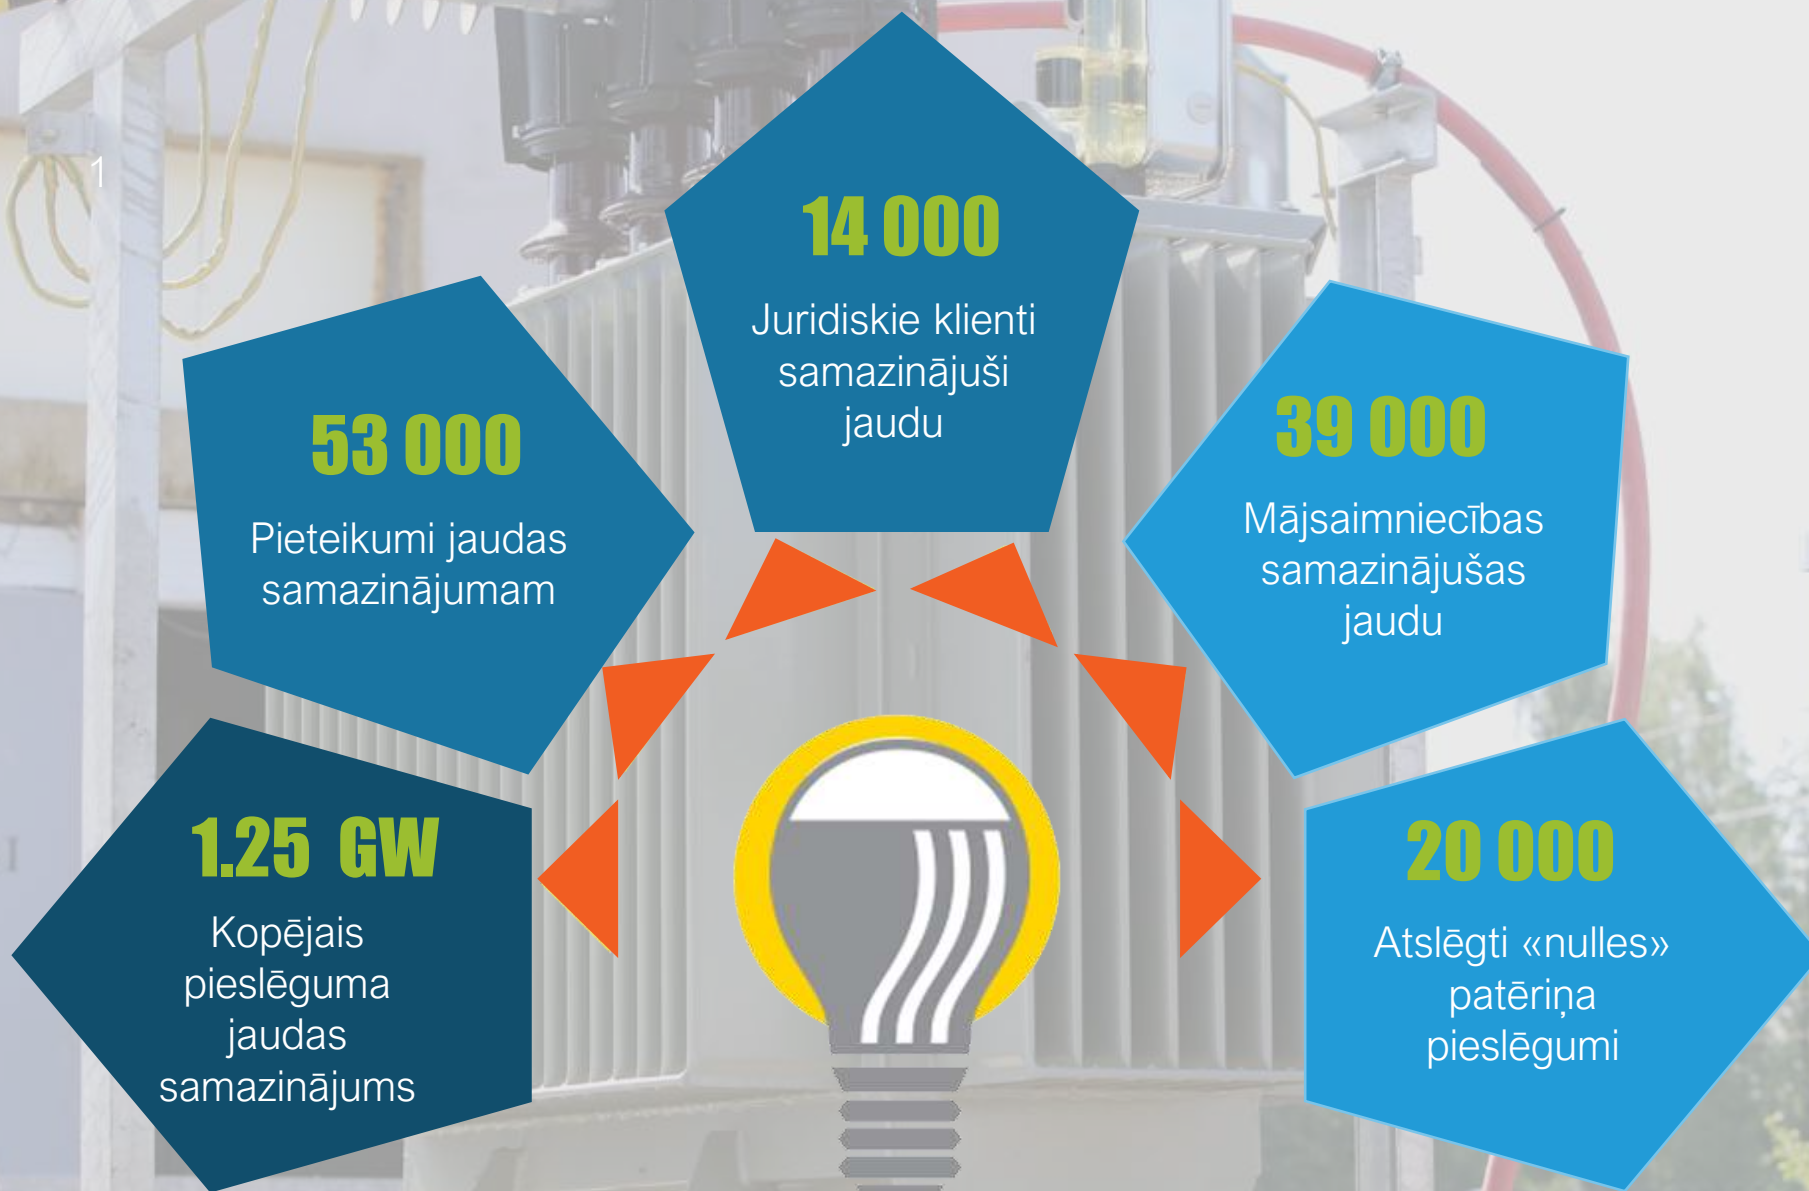 1
14 000
Juridiskie klienti
samazinājuši
jaudu
53 000
Pieteikumi jaudas
samazinājumam
39 000
Mājsaimniecības
samazinājušas
jaudu
1.25 GW
Kopējais
pieslēguma
jaudas
samazinājums
20 000
Atslēgti «nulles»
patēriņa
pieslēgumi